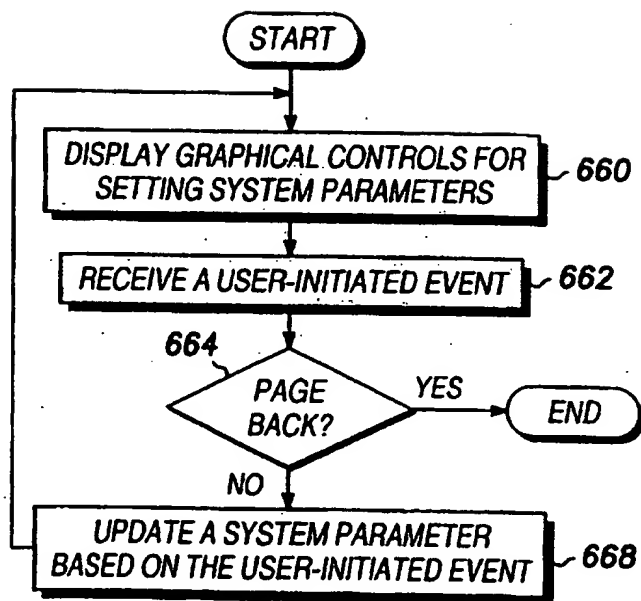 START
DISPLAY GRAPHICAL CONTROLS FOR
SETTING SYSTEM PARAMETERS
660
RECEIVE A USER-INITIATED EVENT
662
664
PAGE
BACK?
YES
END
NO
UPDATE A SYSTEM PARAMETER
BASED ON THE USER-INITIATED EVENT
668